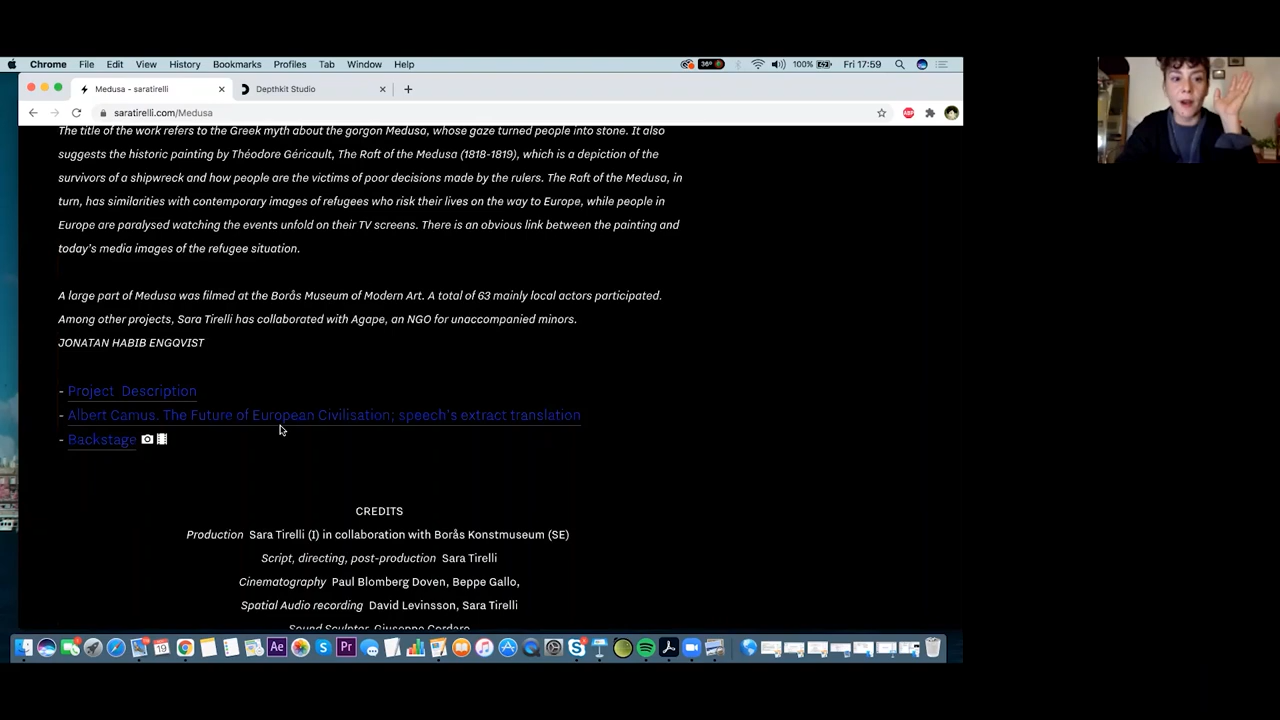 Chrome File Edit View History Bookmarks Profiles Tab Window Help 36° 100% Fri 17:59
Medusa - saratirelli Depthkit Studio
saratirelli.com/Medusa
The title of the work refers to the Greek myth about the gorgon Medusa, whose gaze turned people into stone. It also
suggests the historic painting by Théodore Géricault, The Raft of the Medusa (1818-1819), which is a depiction of the
survivors of a shipwreck and how people are the victims of poor decisions made by the rulers. The Raft of the Medusa, in
turn, has similarities with contemporary images of refugees who risk their lives on the way to Europe, while people in
Europe are paralysed watching the events unfold on their TV screens. There is an obvious link between the painting and
today's media images of the refugee situation.
A large part of Medusa was filmed at the Borås Museum of Modern Art. A total of 63 mainly local actors participated.
Among other projects, Sara Tirelli has collaborated with Agape, an NGO for unaccompanied minors.
JONATAN HABIB ENGQVIST
- Project Description
- Albert Camus. The Future of European Civilisation; speech's extract translation
- Backstage
CREDITS
Production Sara Tirelli (I) in collaboration with Borås Konstmuseum (SE)
Script, directing, post-production Sara Tirelli
Cinematography Paul Blomberg Doven, Beppe Gallo,
Spatial Audio recording David Levinsson, Sara Tirelli
Sound Sculptor Giuseppe Cordaro
19 Ae Pr